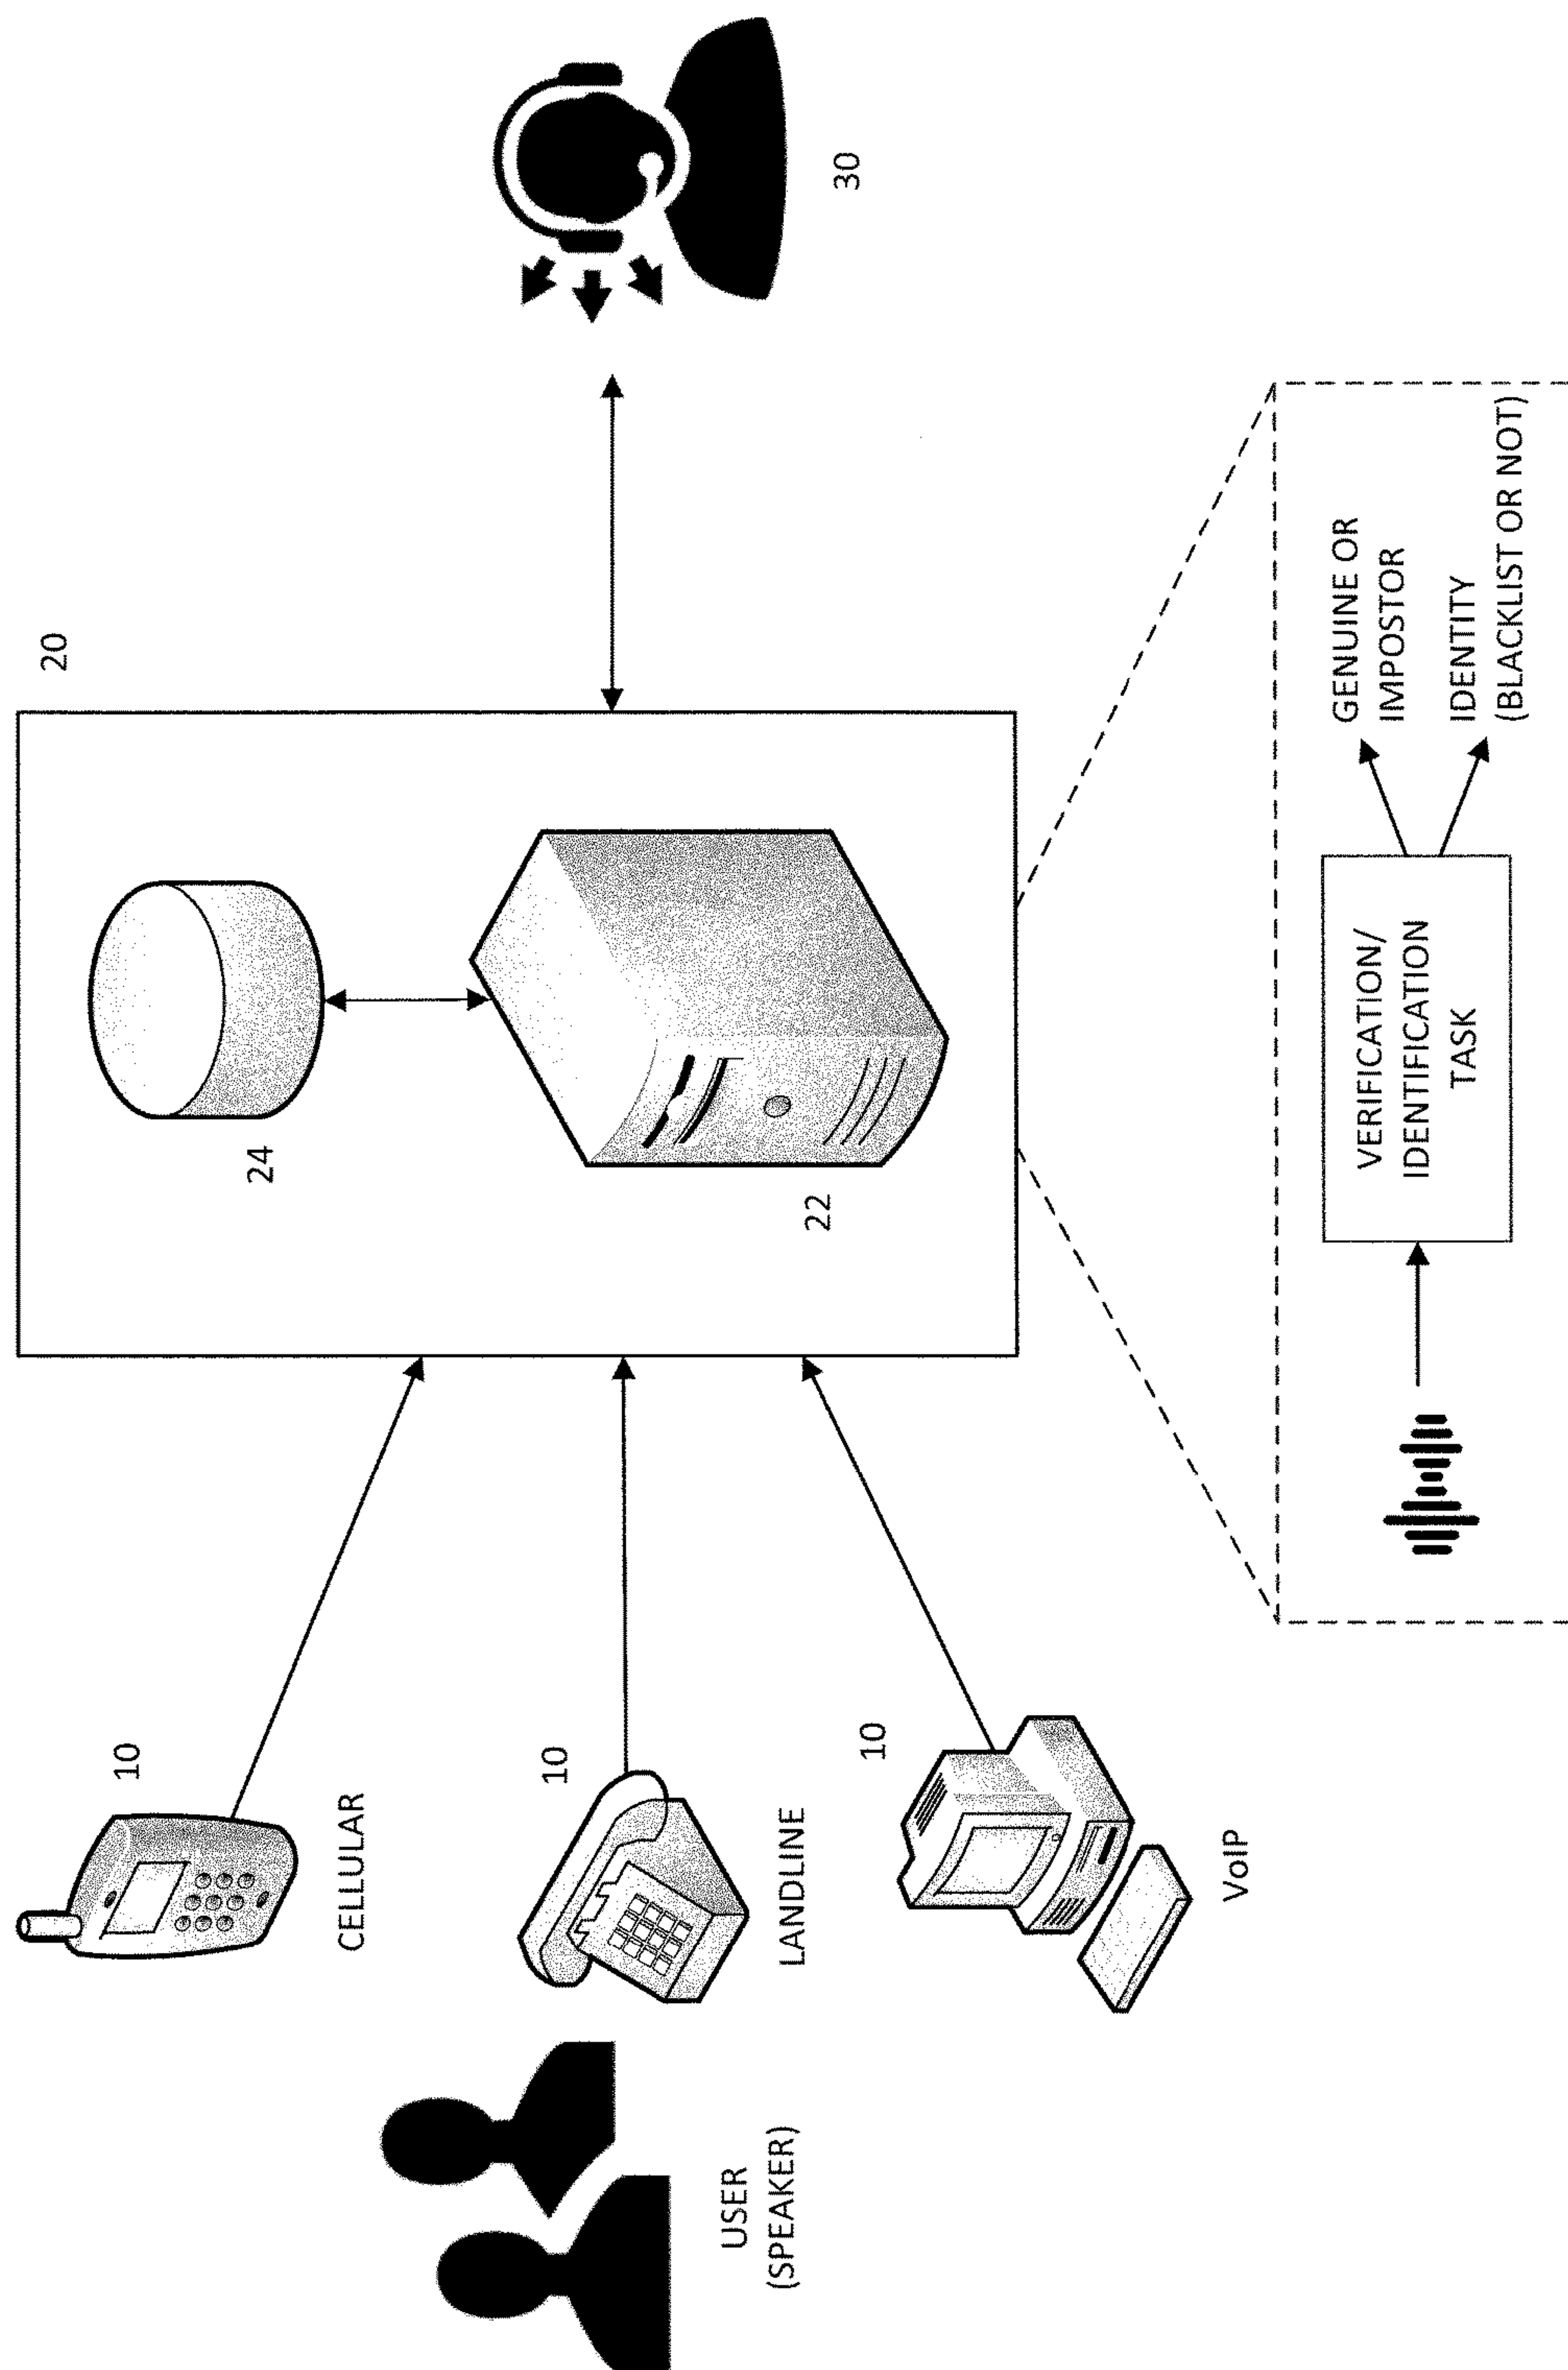 USER
(SPEAKER)
10
CELLULAR
10
LANDLINE
10
VoIP
20
24
22
30
VERIFICATION/
IDENTIFICATION
TASK
GENUINE OR
IMPOSTOR
IDENTITY
(BLACKLIST OR NOT)